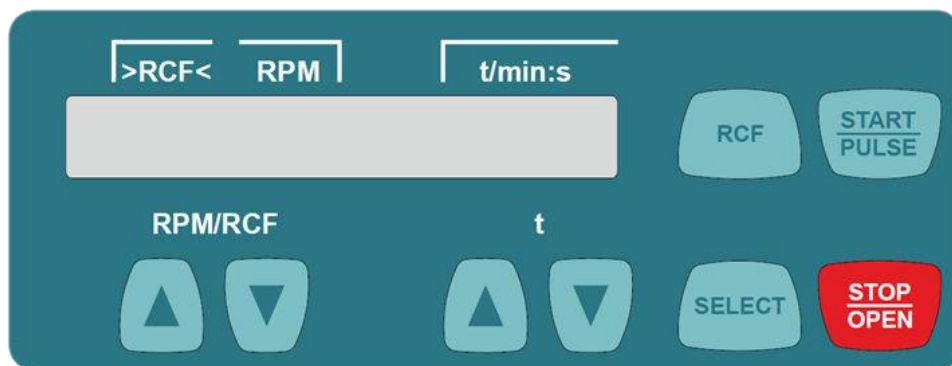 >RCF< RPM t/min:s
RCF
START
PULSE
RPM/RCF t
SELECT
STOP
OPEN